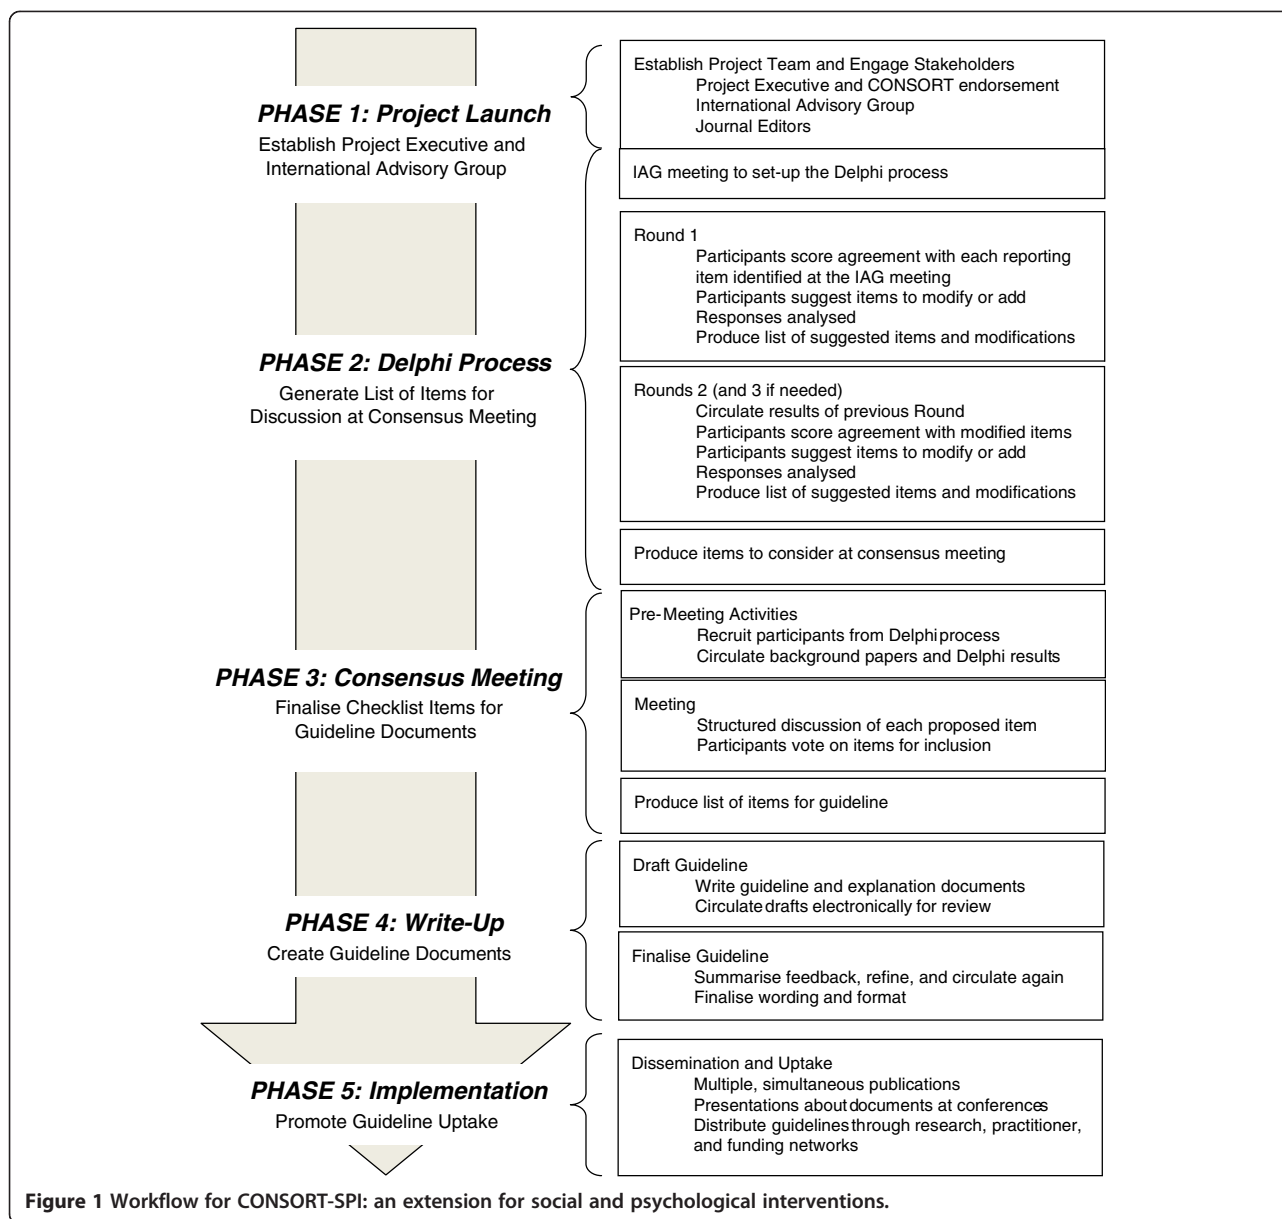 PHASE 1: Project Launch
Establish Project Executive and
International Advisory Group
Establish Project Team and Engage Stakeholders
Project Executive and CONSORT endorsement
International Advisory Group
Journal Editors
IAG meeting to set-up the Delphi process
PHASE 2: Delphi Process
Generate List of Items for
Discussion at Consensus Meeting
Round 1
Participants score agreement with each reporting
item identified at the IAG meeting
Participants suggest items to modify or add
Responses analysed
Produce list of suggested items and modifications
Rounds 2 (and 3 if needed)
Circulate results of previous Round
Participants score agreement with modified items
Participants suggest items to modify or add
Responses analysed
Produce list of suggested items and modifications
Produce items to consider at consensus meeting
PHASE 3: Consensus Meeting
Finalise Checklist Items for
Guideline Documents
Pre-Meeting Activities
Recruit participants from Delphi process
Circulate background papers and Delphi results
Meeting
Structured discussion of each proposed item
Participants vote on items for inclusion
Produce list of items for guideline
PHASE 4: Write-Up
Create Guideline Documents
Draft Guideline
Write guideline and explanation documents
Circulate drafts electronically for review
Finalise Guideline
Summarise feedback, refine, and circulate again
Finalise wording and format
PHASE 5: Implementation
Promote Guideline Uptake
Dissemination and Uptake
Multiple, simultaneous publications
Presentations about documents at conferences
Distribute guidelines through research, practitioner,
and funding networks
Figure 1 Workflow for CONSORT-SPI: an extension for social and psychological interventions.